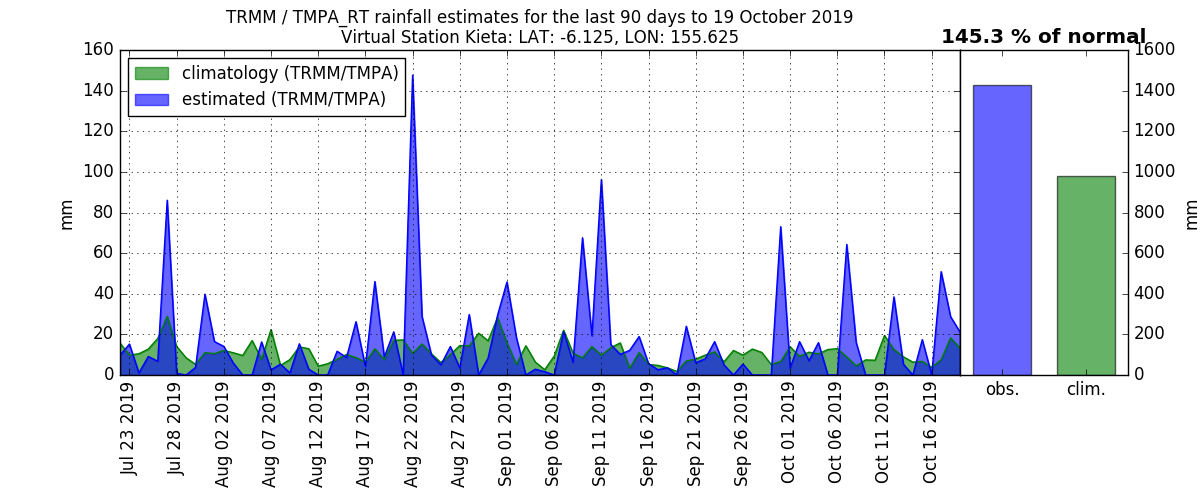 TRMM / TMPA_RT rainfall estimates for the last 90 days to 19 October 2019
Virtual Station Kieta: LAT: -6.125, LON: 155.625
145.3 % of normal
climatology (TRMM/TMPA)
estimated (TRMM/TMPA)
160
140
120
100
80
60
40
20
0
mm
Jul 23 2019
Jul 28 2019
Aug 02 2019
Aug 07 2019
Aug 12 2019
Aug 17 2019
Aug 22 2019
Aug 27 2019
Sep 01 2019
Sep 06 2019
Sep 11 2019
Sep 16 2019
Sep 21 2019
Sep 26 2019
Oct 01 2019
Oct 06 2019
Oct 11 2019
Oct 16 2019
obs.
clim.
1600
1400
1200
1000
800
600
400
200
0
mm